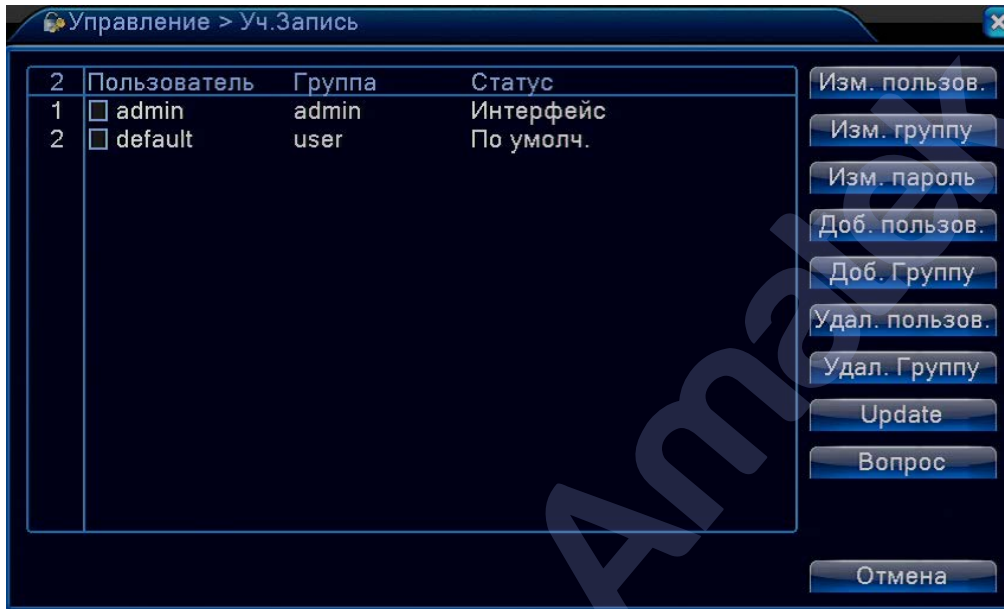 Управление > Уч.Запись
2 Пользователь Группа Статус
1 admin admin Интерфейс
2 default user По умолч.
Изм. пользов.
Изм. группу
Изм. пароль
Доб. пользов.
Доб. Группу
Удал. пользов.
Удал. Группу
Update
Вопрос
Отмена
Amatek